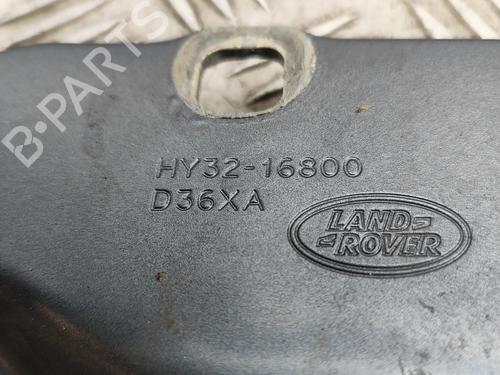 B-PARTS
HY32-16800
D36XA
LAND
ROVER